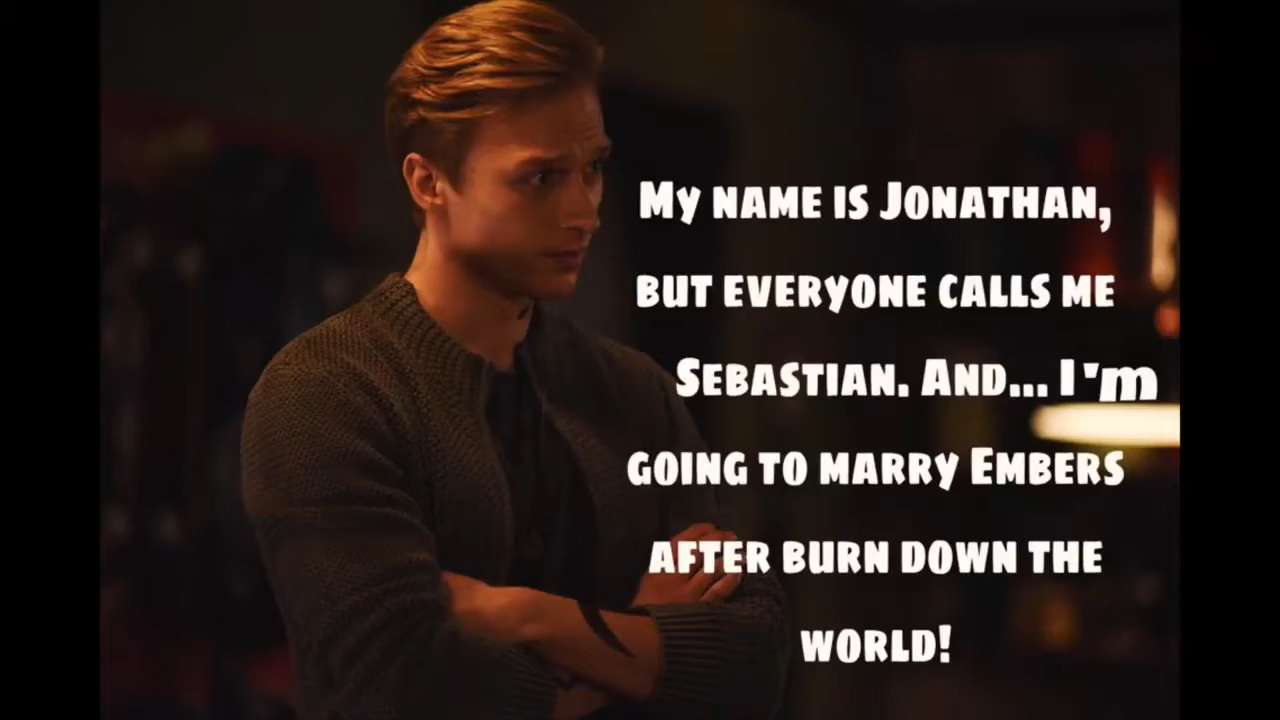 My name is Jonathan,
but everyone calls me
Sebastian. And... I'm
going to marry Embers
after burn down the
world!